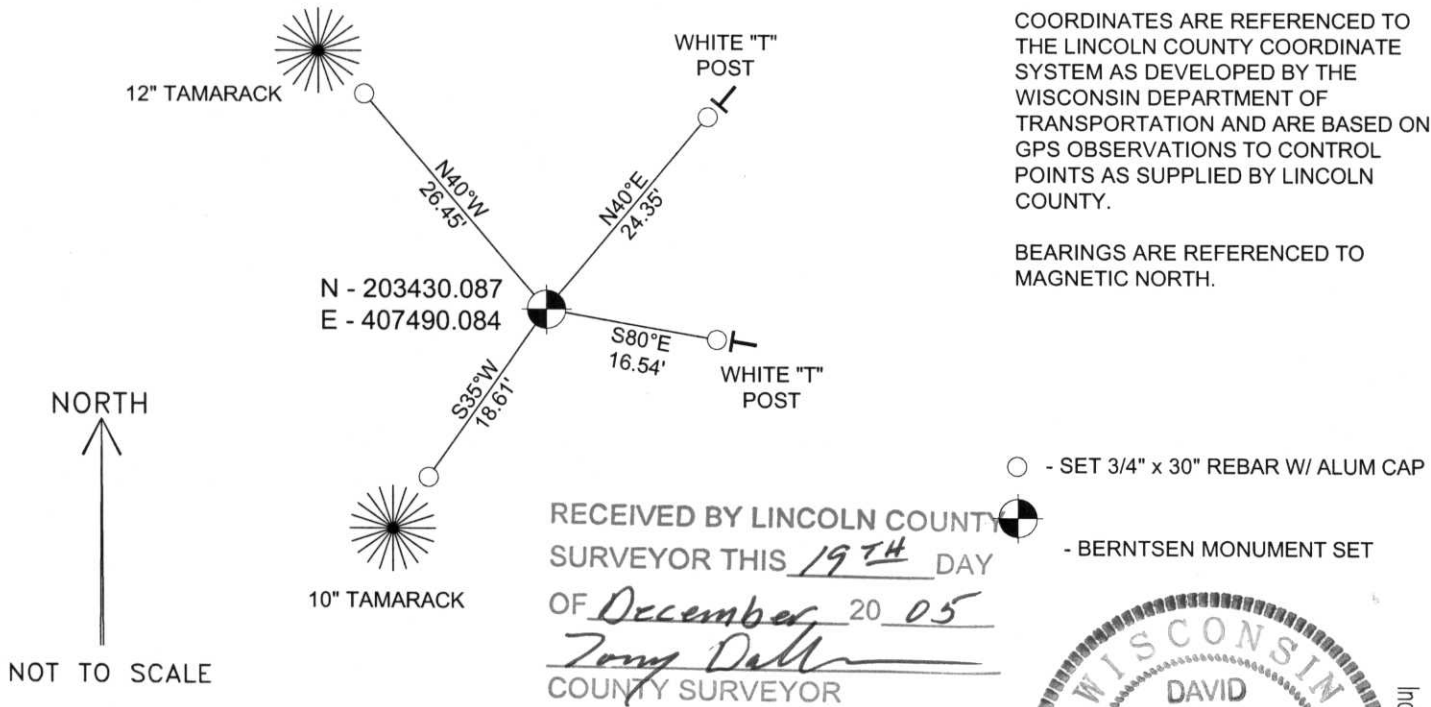 12" TAMARACK
WHITE "T"
POST
COORDINATES ARE REFERENCED TO
THE LINCOLN COUNTY COORDINATE
SYSTEM AS DEVELOPED BY THE
WISCONSIN DEPARTMENT OF
TRANSPORTATION AND ARE BASED ON
GPS OBSERVATIONS TO CONTROL
POINTS AS SUPPLIED BY LINCOLN
COUNTY.
BEARINGS ARE REFERENCED TO
MAGNETIC NORTH.
N40°W
26.45'
N40°E
24.35'
N - 203430.087
E - 407490.084
S80°E
16.54'
WHITE "T"
POST
S35°W
18.61'
NORTH
NOT TO SCALE
10" TAMARACK
- SET 3/4" x 30" REBAR W/ ALUM CAP
- BERNTSEN MONUMENT SET
RECEIVED BY LINCOLN COUNTY
SURVEYOR THIS 19TH DAY
OF December 20 05
Tony
COUNTY SURVEYOR
WISCONSIN
DAVID